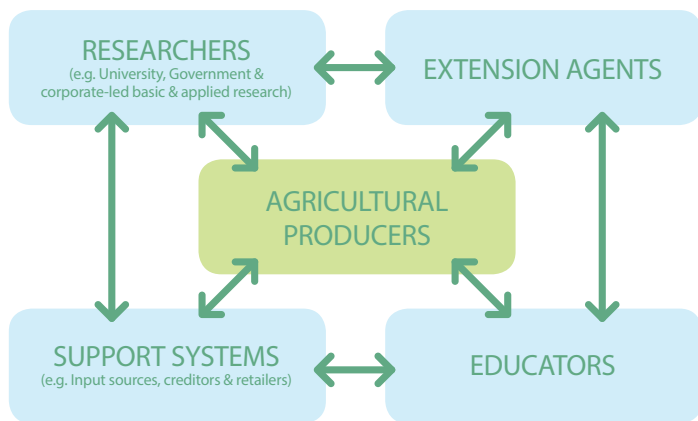 RESEARCHERS
(e.g. University, Government &
corporate-led basic & applied research)
EXTENSION AGENTS
AGRICULTURAL
PRODUCERS
SUPPORT SYSTEMS
(e.g. Input sources, creditors & retailers)
EDUCATORS